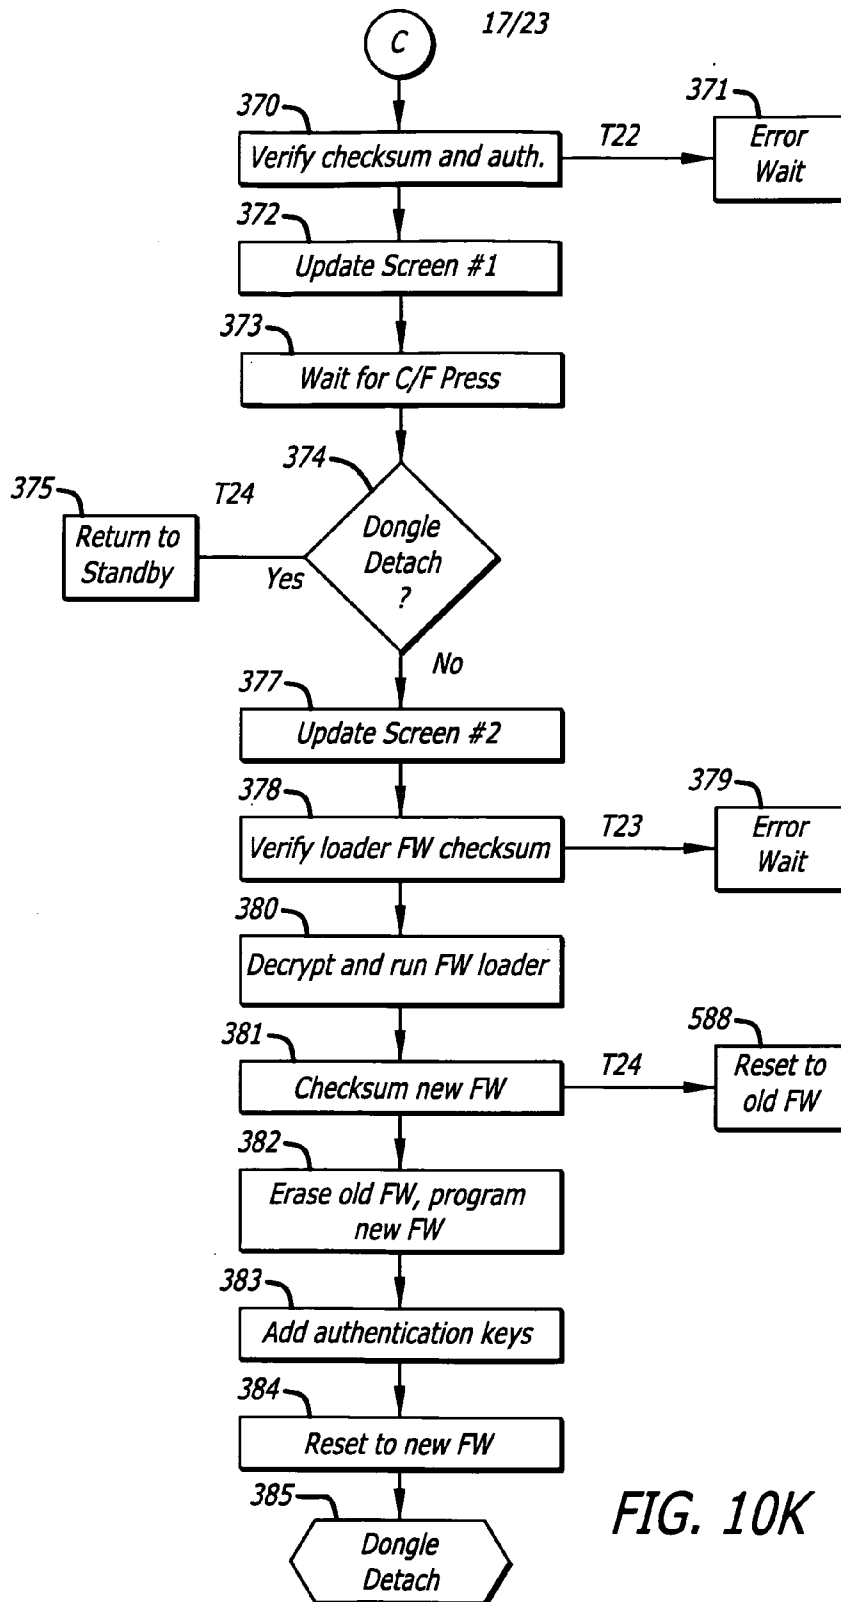 17/23
C
370
371
Verify checksum and auth.
T22
Error
Wait
372
Update Screen #1
373
Wait for C/F Press
374
375
T24
Return to
Standby
Yes
Dongle
Detach
?
No
377
Update Screen #2
378
379
Verify loader FW checksum
T23
Error
Wait
380
Decrypt and run FW loader
381
588
Checksum new FW
T24
Reset to
old FW
382
Erase old FW, program
new FW
383
Add authentication keys
384
Reset to new FW
385
Dongle
Detach
FIG. 10K